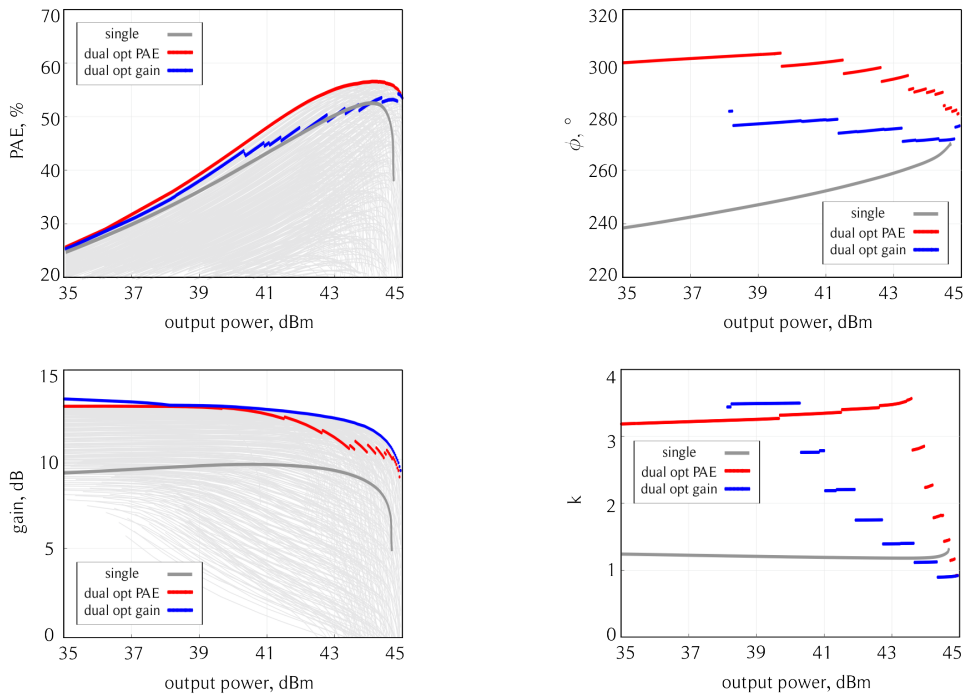 70
60
50
40
30
20
PAE, %
single
dual opt PAE
dual opt gain
35
37
39
41
43
45
output power, dBm
320
300
280
260
240
220
ϕ, °
single
dual opt PAE
dual opt gain
35
37
39
41
43
45
output power, dBm
15
10
5
0
gain, dB
single
dual opt PAE
dual opt gain
35
37
39
41
43
45
output power, dBm
4
3
2
1
0
k
single
dual opt PAE
dual opt gain
35
37
39
41
43
45
output power, dBm